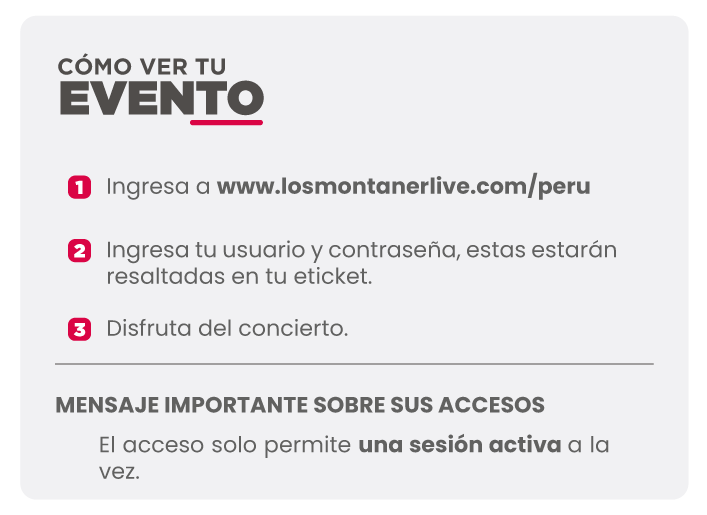 CÓMO VER TU
EVENTO
1 Ingresa a www.losmontanerlive.com/peru
2 Ingresa tu usuario y contraseña, estas estarán
resaltadas en tu eticket.
3 Disfruta del concierto.
MENSAJE IMPORTANTE SOBRE SUS ACCESOS
El acceso solo permite una sesión activa a la
vez.